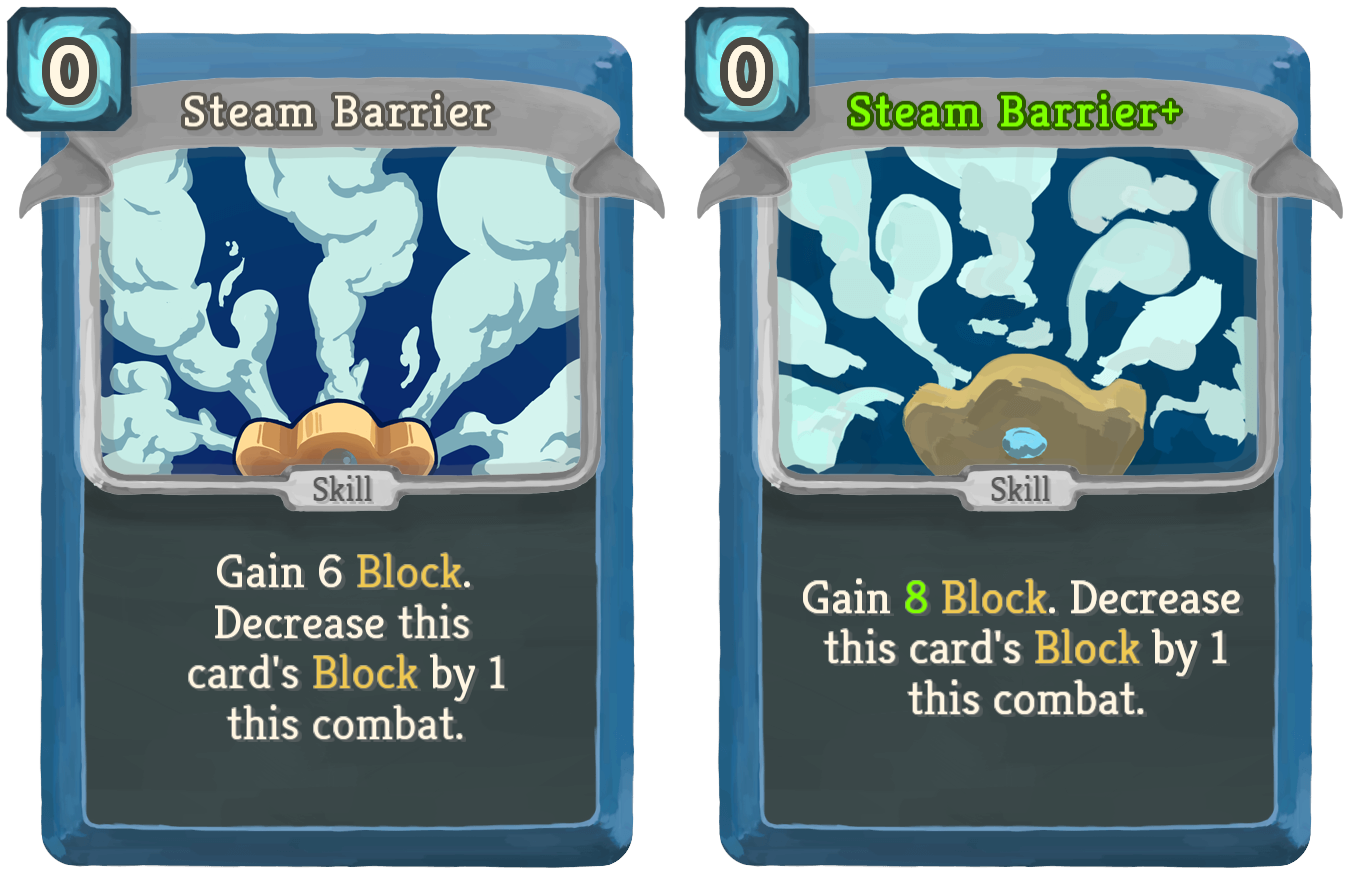 0
Steam Barrier
Skill
Gain 6 Block.
Decrease this
card's Block by 1
this combat.
0
Steam Barrier+
Skill
Gain 8 Block. Decrease
this card's Block by 1
this combat.